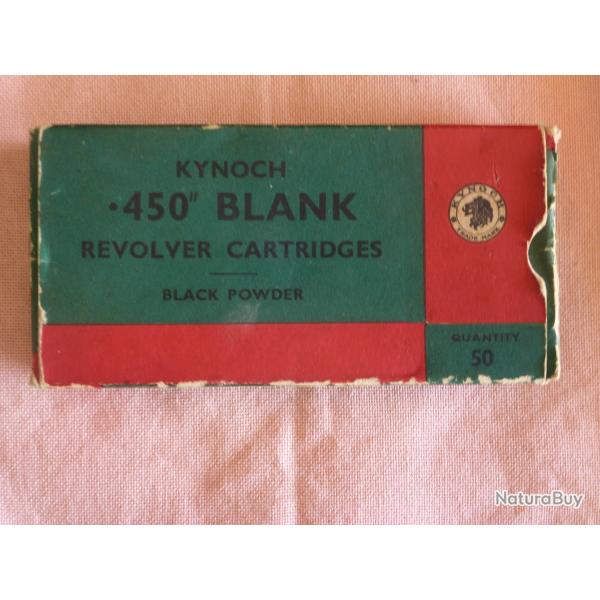 KYNOCH
·450" BLANK
REVOLVER CARTRIDGES
BLACK POWDER
KYNOCH
TRADE MARK
QUANTITY
50
NaturaBuy